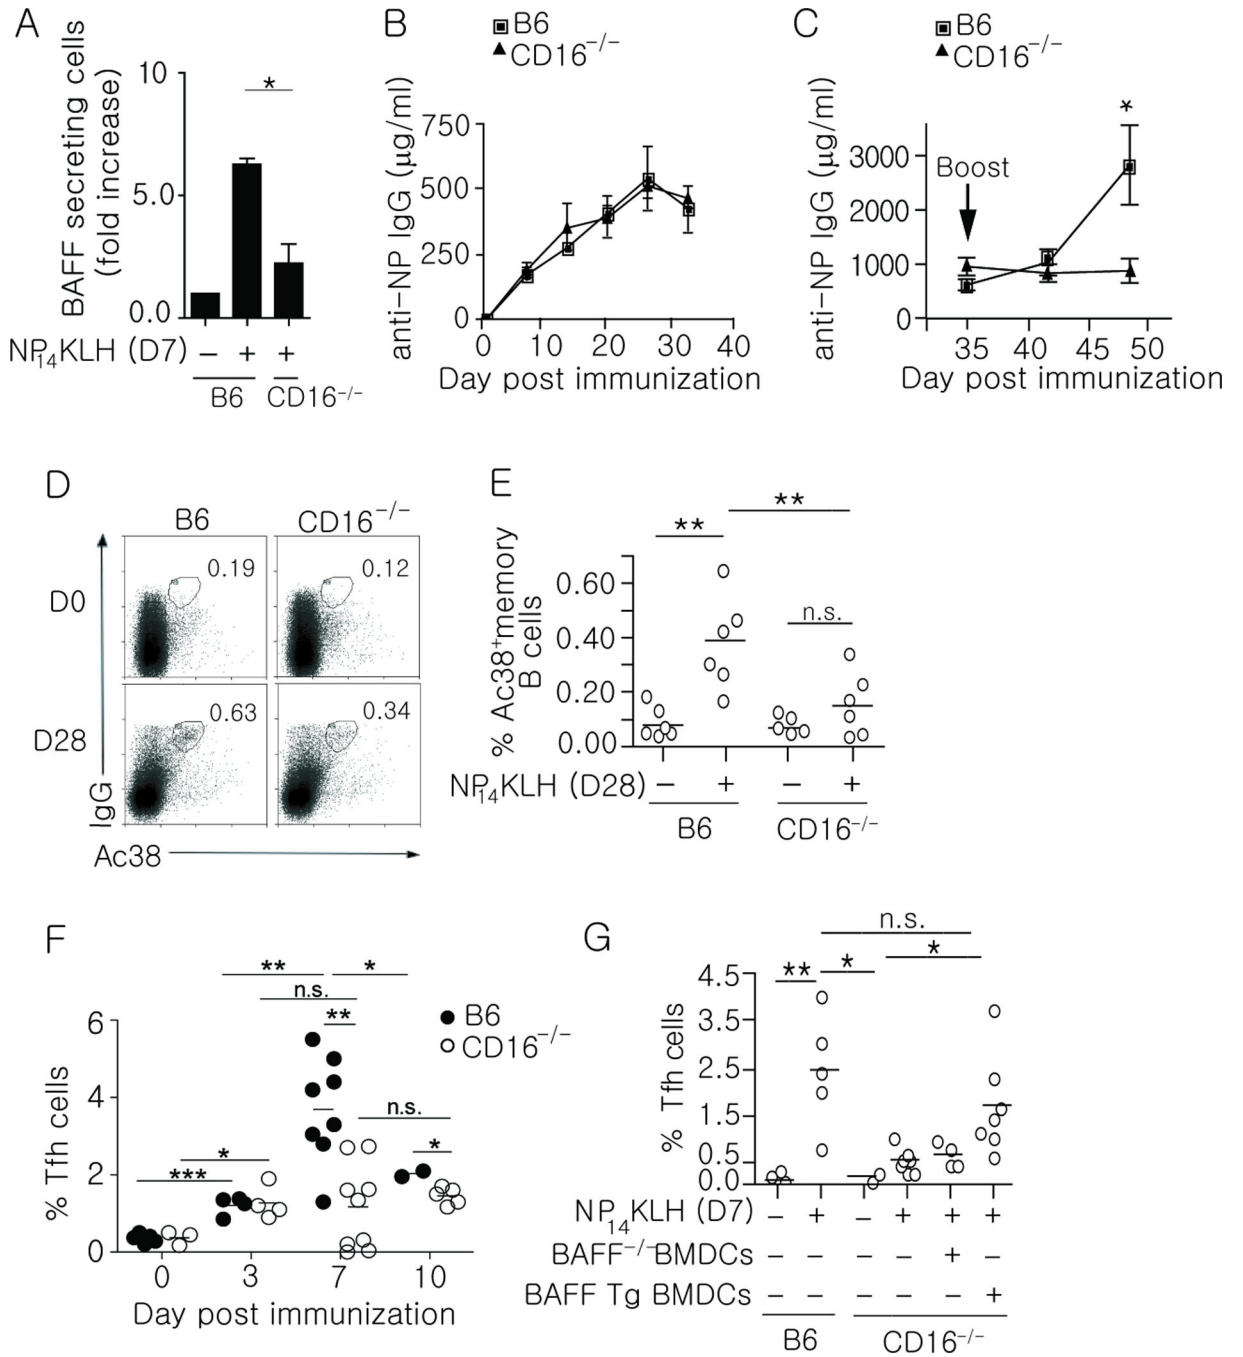 A
BAFF secreting cells
(fold increase)
10
5.0
0.0
*
NP14KLH (D7) − + +
B6 CD16−/−
B
B6
CD16−/−
anti−NP IgG (μg/ml)
750
500
250
0
0 10 20 30 40
Day post immunization
C
B6
CD16−/−
anti−NP IgG (μg/ml)
3000
2000
1000
0
Boost
*
35 40 45 50
Day post immunization
D
B6 CD16−/−
D0
0.19 0.12
D28
0.63 0.34
IgG
Ac38
E
% Ac38+memory
B cells
0.60
0.40
0.20
0.00
** **
n.s.
NP14KLH (D28) − + − +
B6 CD16−/−
F
% Tfh cells
6
4
2
0
** *
n.s.
**
n.s.
*
*
***
B6
CD16−/−
0 3 7 10
Day post immunization
G
% Tfh cells
4.5
3.5
2.5
1.5
0.5
0.0
n.s.
*
** *
NP14KLH (D7) − + − + + +
BAFF−/−BMDCs − − − − + −
BAFF Tg BMDCs − − − − − +
B6 CD16−/−